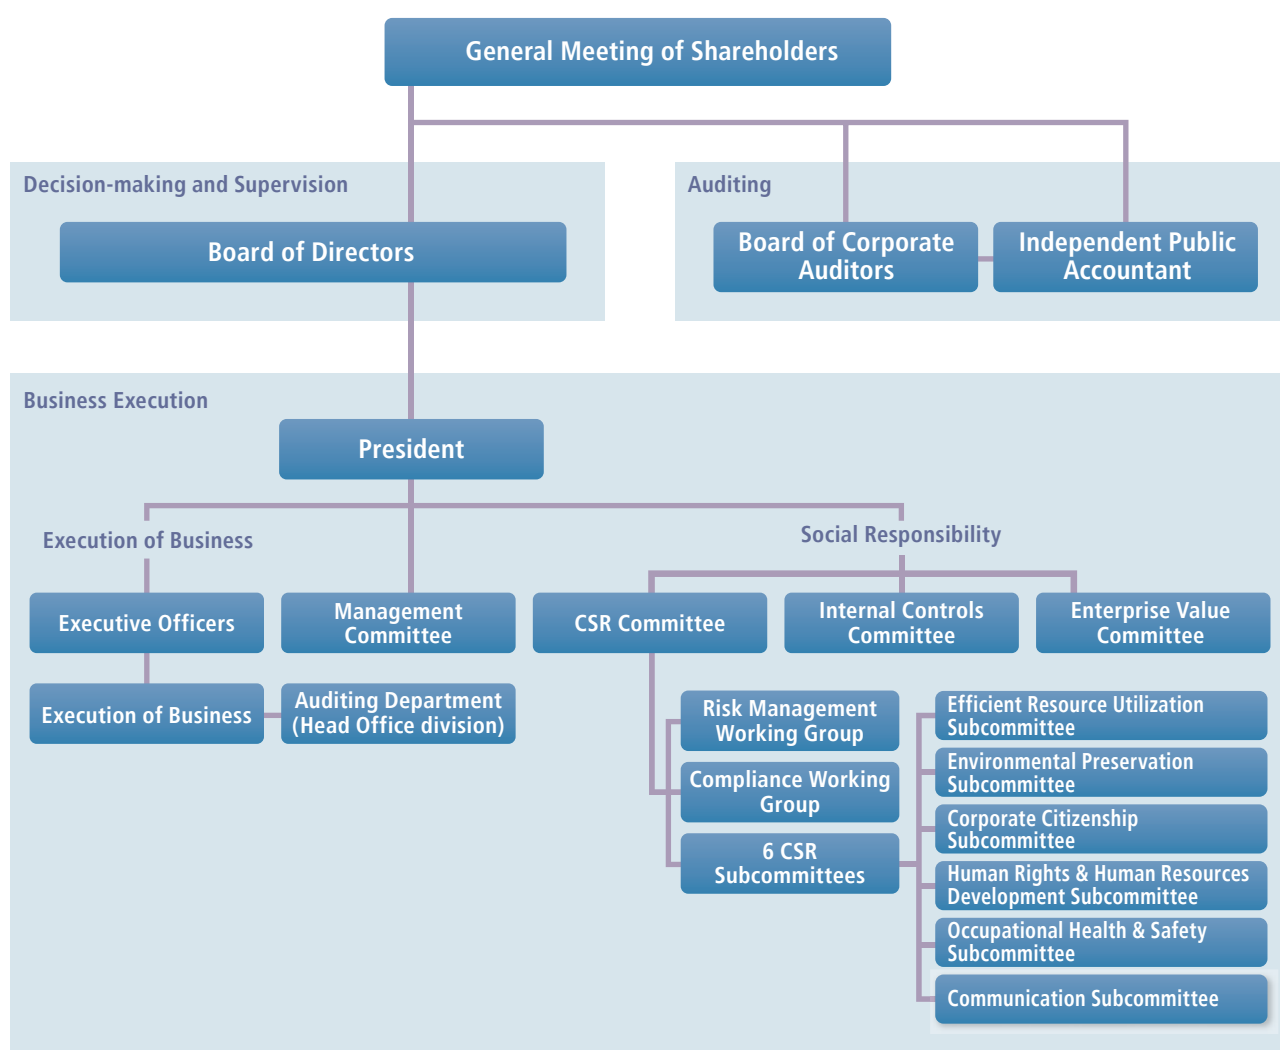 General Meeting of Shareholders
Decision-making and Supervision
Board of Directors
Auditing
Board of Corporate
Auditors
Independent Public
Accountant
Business Execution
President
Execution of Business
Social Responsibility
Executive Officers
Management
Committee
CSR Committee
Internal Controls
Committee
Enterprise Value
Committee
Execution of Business
Auditing Department
(Head Office division)
Risk Management
Working Group
Compliance Working
Group
6 CSR
Subcommittees
Efficient Resource Utilization
Subcommittee
Environmental Preservation
Subcommittee
Corporate Citizenship
Subcommittee
Human Rights & Human Resources
Development Subcommittee
Occupational Health & Safety
Subcommittee
Communication Subcommittee